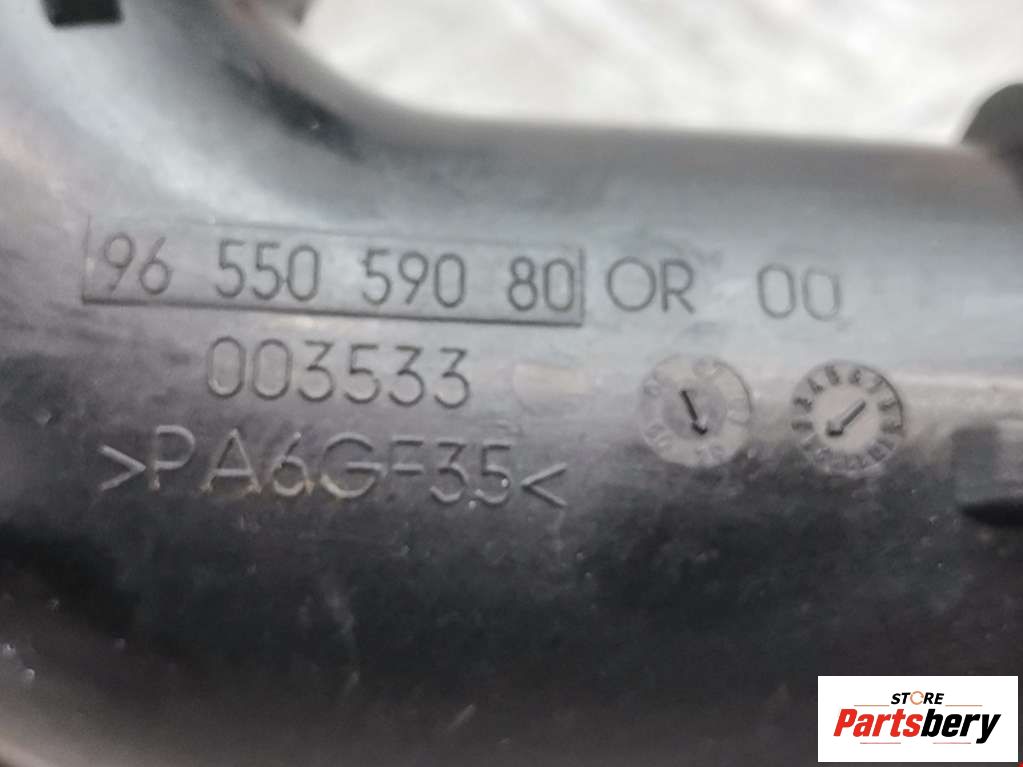 96 550 590 80 OR 00
003533
>PA6GF35<
STORE
Partsbery